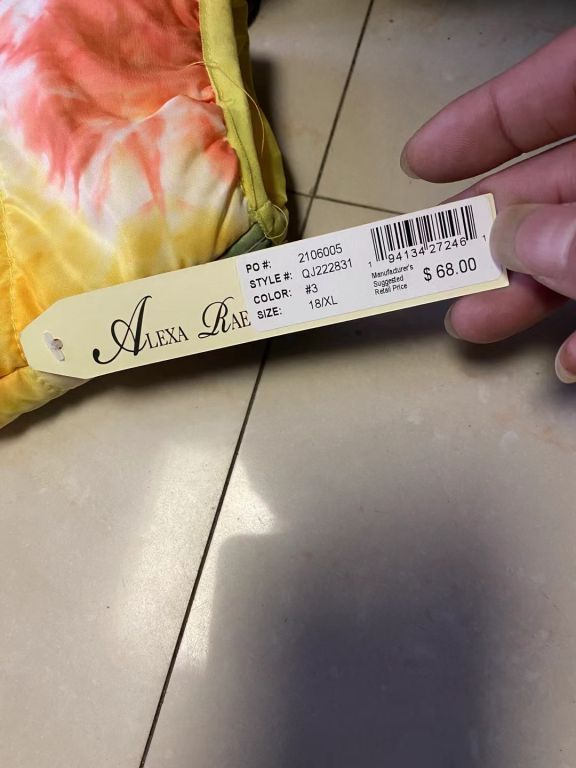 ALEXA RAE
PO #: 2106005
STYLE #: QJ222831
COLOR: #3
SIZE: 18/XL
1 94134 27246 1
Manufacturer's
Suggested
Retail Price
$ 68.00